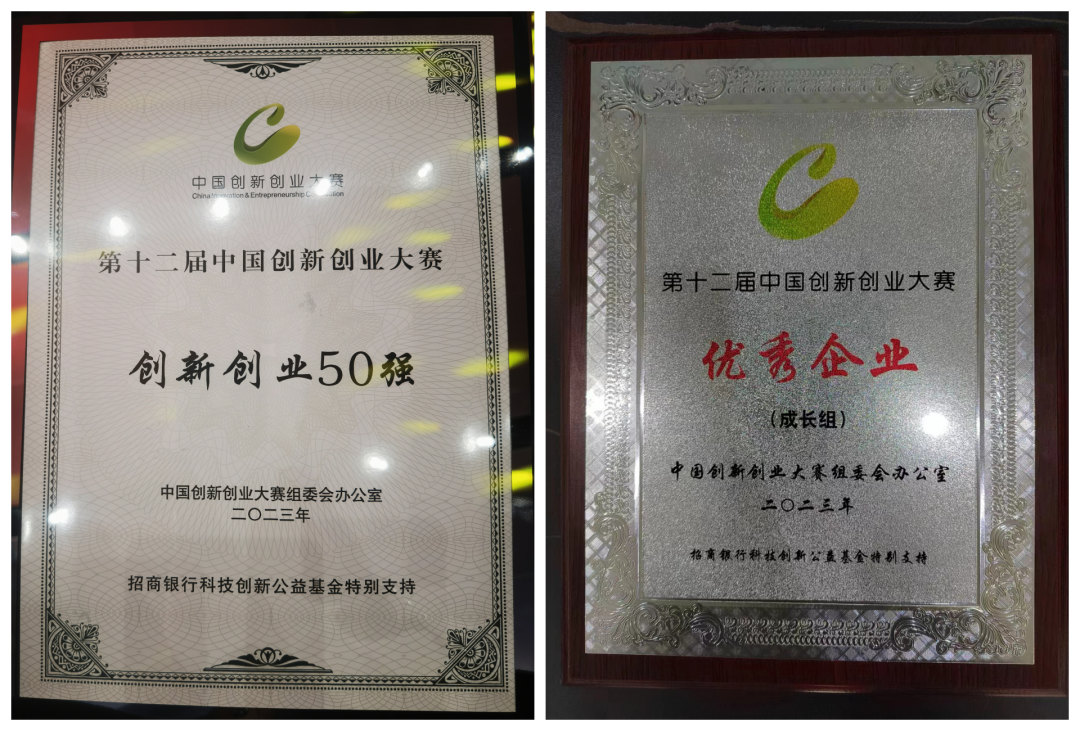 中国创新创业大赛
China Innovation & Entrepreneurship Competition
第十二届中国创新创业大赛
创新创业50强
中国创新创业大赛组委会办公室
二〇二三年
招商银行科技创新公益基金特别支持
第十二届中国创新创业大赛
优秀企业
（成长组）
中国创新创业大赛组委会办公室
二〇二三年
招商银行科技创新公益基金特别支持